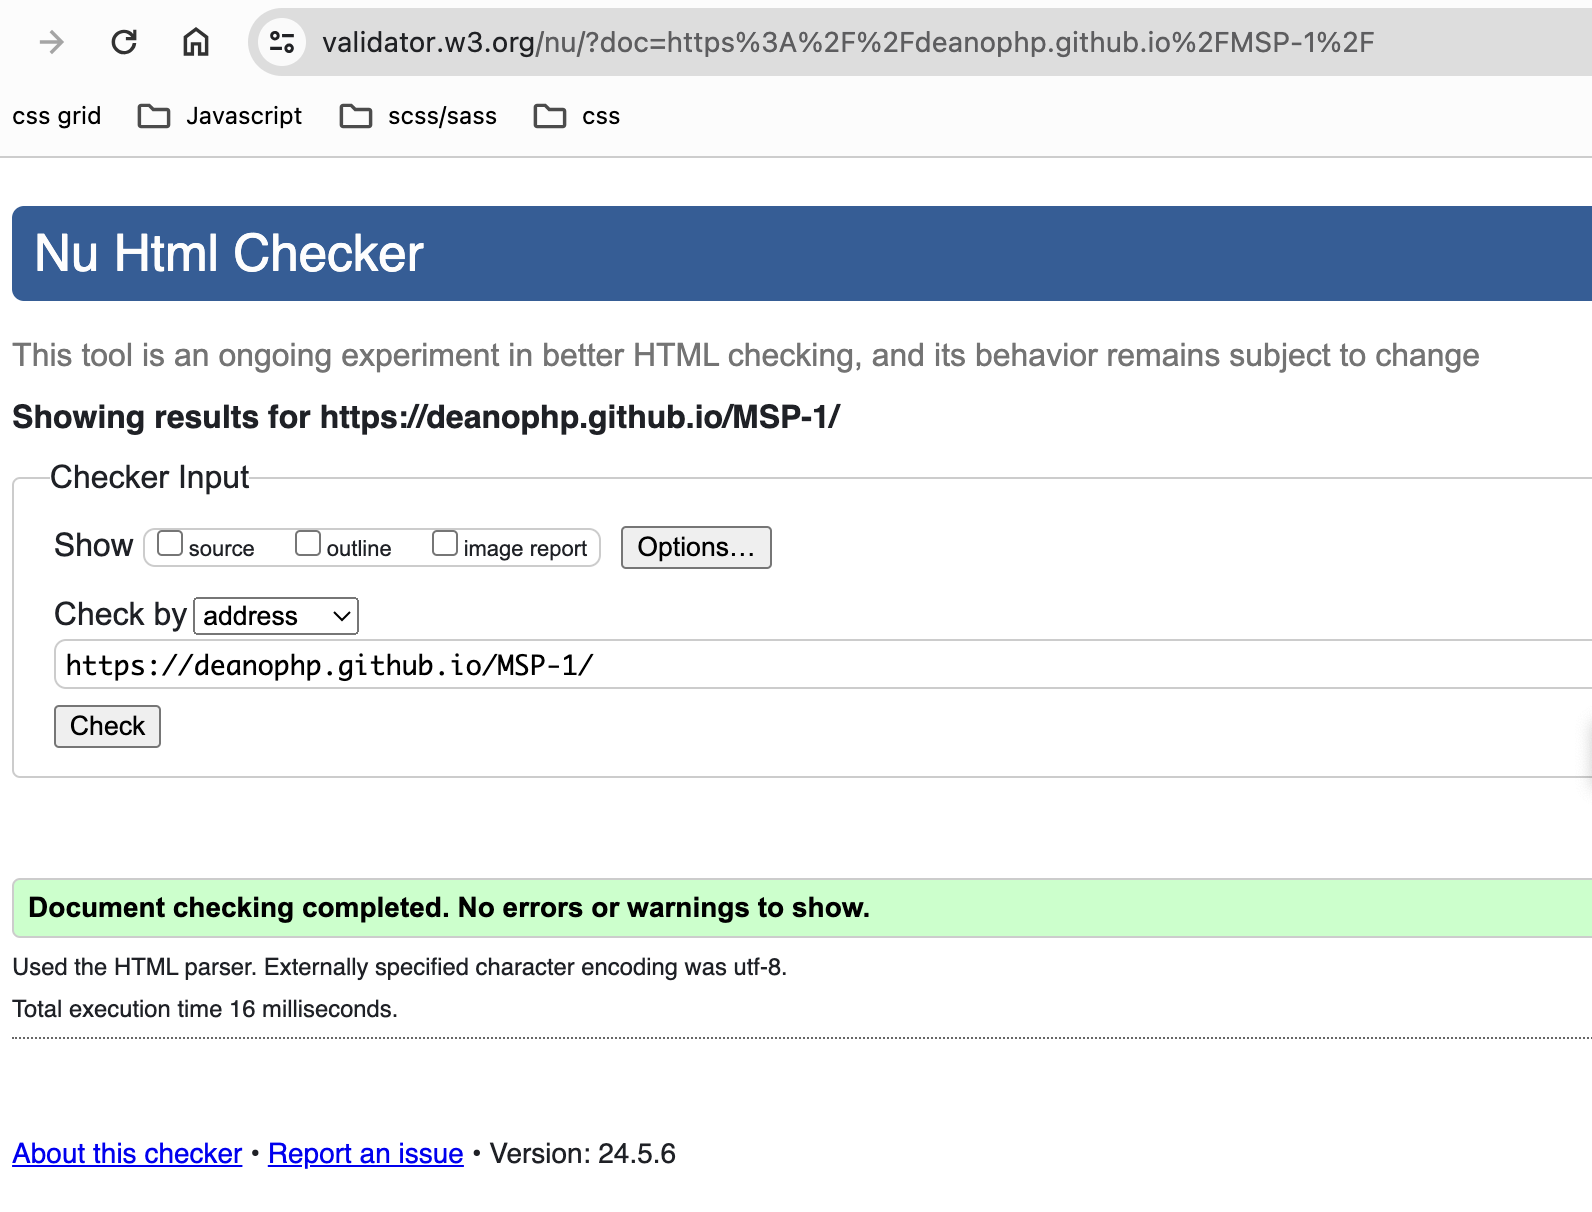 validator.w3.org/nu/?doc=https%3A%2F%2Fdeanophp.github.io%2FMSP-1%2F
css grid Javascript scss/sass css
Nu Html Checker
This tool is an ongoing experiment in better HTML checking, and its behavior remains subject to change
Showing results for https://deanophp.github.io/MSP-1/
Checker Input
Show source outline image report Options…
Check by address
https://deanophp.github.io/MSP-1/
Check
Document checking completed. No errors or warnings to show.
Used the HTML parser. Externally specified character encoding was utf-8.
Total execution time 16 milliseconds.
About this checker • Report an issue • Version: 24.5.6